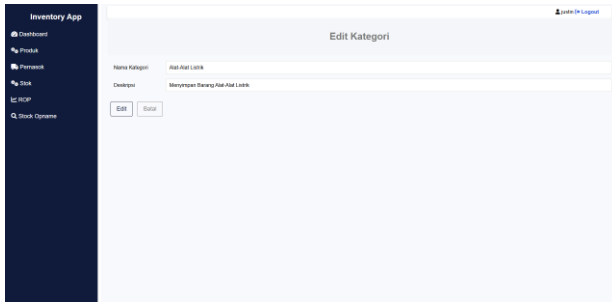 Inventory App
justin Logout
Dashboard
Edit Kategori
Produk
Pemasok
Nama Kategori Alat-Alat Listrik
Stok
Deskripsi Menyimpan Barang Alat-Alat Listrik
ROP
Edit Batal
Stock Opname